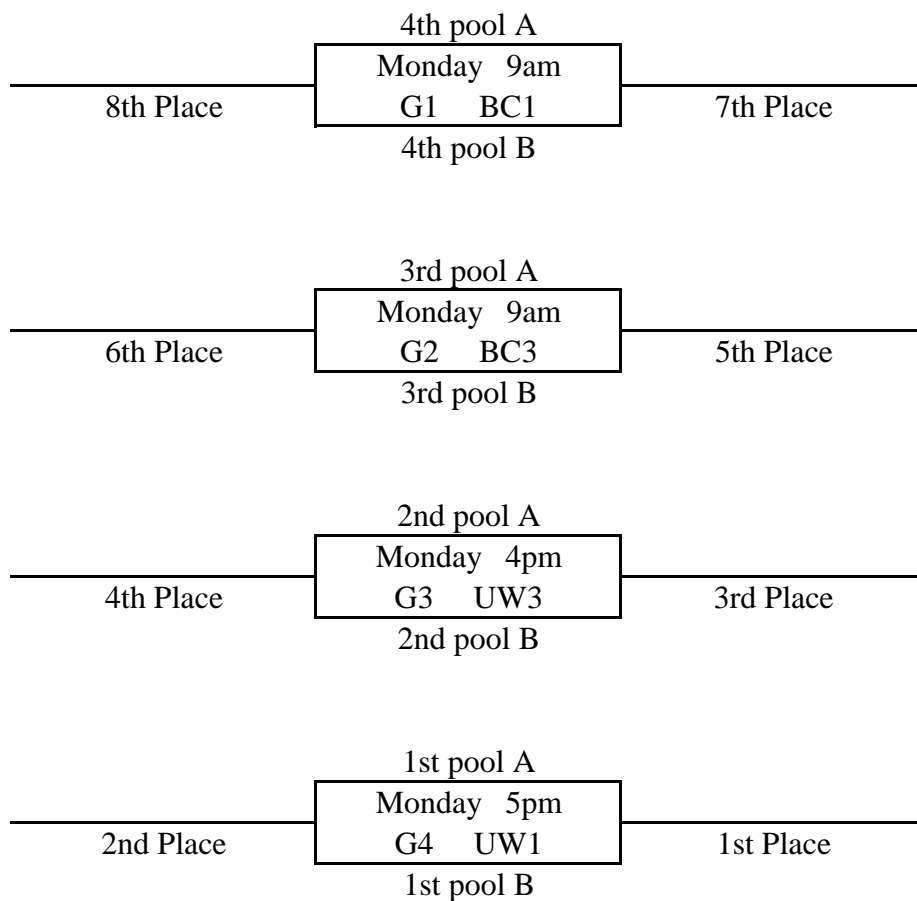 4th pool A
Monday 9am
8th Place G1 BC1 7th Place
4th pool B
3rd pool A
Monday 9am
6th Place G2 BC3 5th Place
3rd pool B
2nd pool A
Monday 4pm
4th Place G3 UW3 3rd Place
2nd pool B
1st pool A
Monday 5pm
2nd Place G4 UW1 1st Place
1st pool B